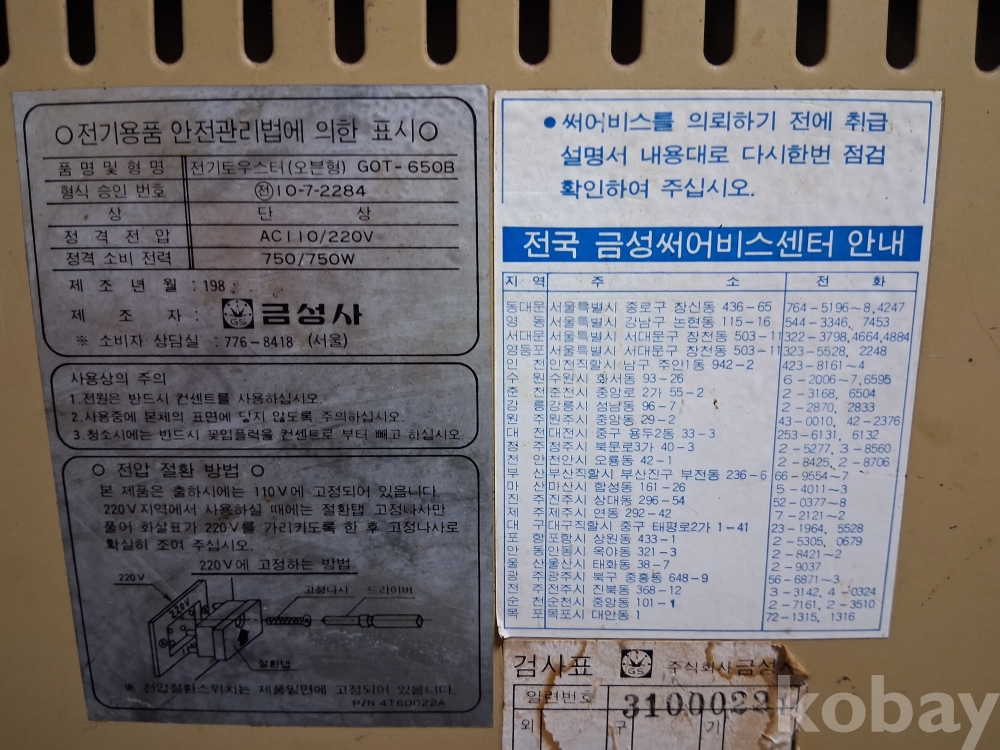 ○전기용품 안전관리법에 의한 표시○
품명및형명 전기토우스터(오븐형) GOT-650B
형식 승인 번호 ㊉10-7-2284
상 단 상
정격전압 AC110/220V
정격 소비 전력 750/750W
제조년월 : 198
제 조 자 : GS 금성사
※ 소비자 상담실 : 776-8418 (서울)
사용상의 주의
1.전원은 반드시 컨센트를 사용하십시오.
2.사용중에 본체의 표면에 닿지 않도록 주의하십시오.
3.청소시에는 반드시 꽂임플럭을 컨센트로 부터 빼고 하십시오
○ 전압 절환 방법 ○
본 제품은 출하시에는 110V에 고정되어 있읍니다.
220V지역에서 사용하실 때에는 절환탭 고정나사만
풀어 화살표가 220V를 가리키도록 한 후 고정나사로
확실히 조여 주십시오.
220V에 고정하는 방법
220V
220V
고정나사
드라이버
절환탭
※ 전압절환스위치는 제품밑면에 고정되어 있읍니다.
P/N 4T60022A
● 써어비스를 의뢰하기 전에 취급
설명서 내용대로 다시한번 점검
확인하여 주십시오.
전국 금성써어비스센터 안내
지역 주소 전화
동대문 서울특별시 종로구 창신동 436-65 764-5196~8,4247
영동 서울특별시 강남구 논현동 115-16 544-3346, 7453
서대문 서울특별시 서대문구 창전동 503-11 322-3798,4664,4884
영등포 서울특별시 서대문구 창전동 503-11 323-5528, 2248
인천 인천직할시 남구 주안1동 942-2 423-8161~4
수원 수원시 화서동 93-26 6-2006~7,6595
춘천 춘천시 중앙로 2가 55-2 2-3168, 6504
강릉 강릉시 성남동 96-7 2-2870, 2833
원주 원주시 중앙동 29-2 43-0010, 42-2376
대전 대전시 중구 용두2동 33-3 253-6131, 6132
청주 청주시 북문로3가 40-3 2-5277, 3-8560
천안 천안시 오룡동 42-1 2-8425, 2-8706
부산 부산직할시 부산진구 부전동 236-6 66-9554~7
마산 마산시 합성동 161-26 5-4011~3
진주 진주시 상대동 296-54 52-0377~8
제주 제주시 연동 292-42 7-2121~2
대구 대구직할시 중구 태평로2가 1-41 23-1964, 5528
포항 포항시 상원동 433-1 2-5305, 0679
안동 안동시 옥야동 321-3 2-8421~2
울산 울산시 태화동 38-7 2-9037
광주 광주시 북구 중흥동 648-9 56-6871~3
전주 전주시 진북동 368-12 3-3142, 4-0324
순천 순천시 중앙동 101-1 2-7161, 2-3510
목포 목포시 대안동 1 72-1315, 1316
검사표 GS 주식회사금성사
일련번호 31000221
외 구 기
kobay